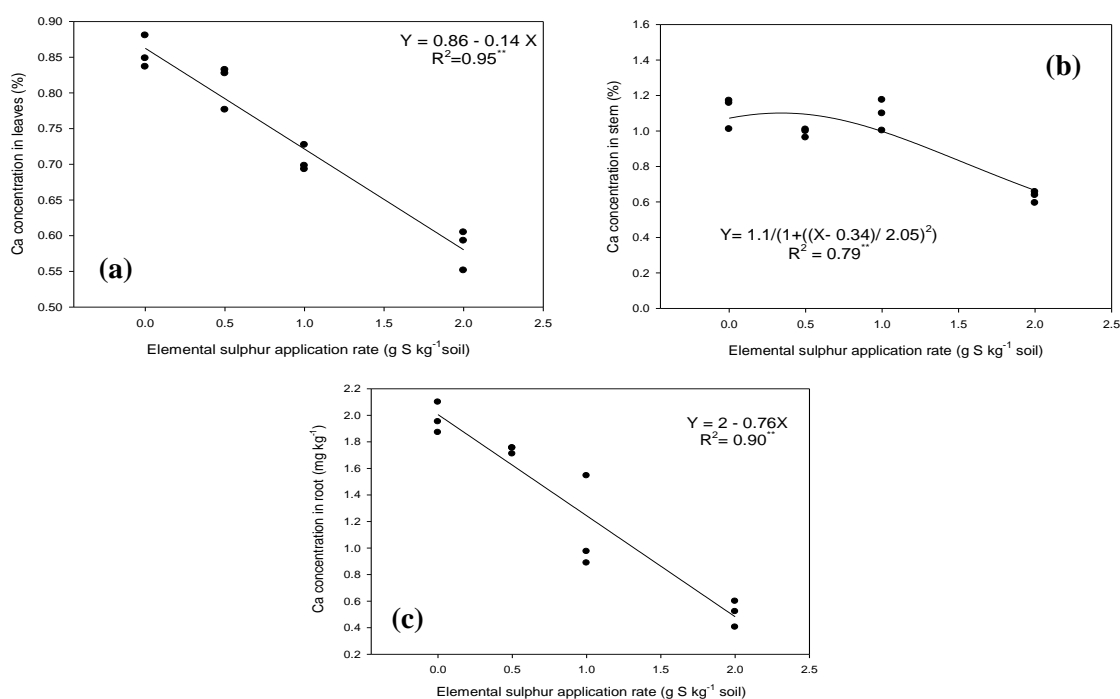 (a)
Y = 0.86 - 0.14 X
R²=0.95**
Ca concentration in leaves (%)
0.90
0.85
0.80
0.75
0.70
0.65
0.60
0.55
0.50
0.0 0.5 1.0 1.5 2.0 2.5
Elemental sulphur application rate (g S kg⁻¹soil)
(b)
Y= 1.1/(1+((X- 0.34)/ 2.05)²)
R² = 0.79**
Ca concentration in stem (%)
1.6
1.4
1.2
1.0
0.8
0.6
0.4
0.2
0.0
0.0 0.5 1.0 1.5 2.0 2.5
Elemental sulphur application rate (g S kg⁻¹ soil)
(c)
Y = 2 - 0.76X
R²= 0.90**
Ca concentration in root (mg kg⁻¹)
2.2
2.0
1.8
1.6
1.4
1.2
1.0
0.8
0.6
0.4
0.2
0.0 0.5 1.0 1.5 2.0 2.5
Elemental sulphur application rate (g S kg⁻¹ soil)